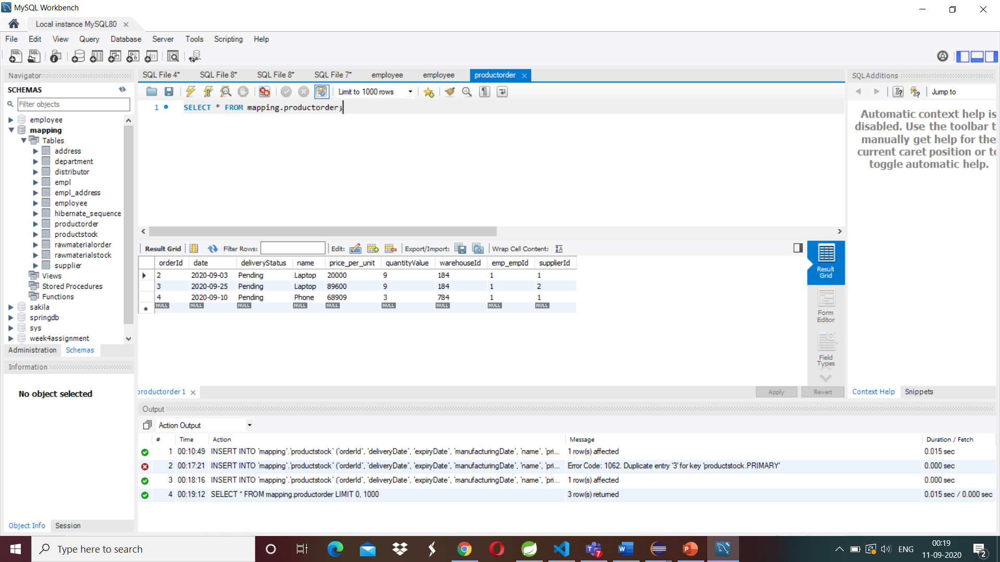 MySQL Workbench
Local instance MySQL80
File Edit View Query Database Server Tools Scripting Help
Navigator
SCHEMAS
Filter objects
employee
mapping
Tables
address
department
distributor
empl
empl_address
employee
hibernate_sequence
productorder
productstock
rawmaterialorder
rawmaterialstock
supplier
Views
Stored Procedures
Functions
sakila
springdb
sys
week4assignment
Administration Schemas
Information
No object selected
Object Info Session
SQL File 4* SQL File 8* SQL File 8* SQL File 7* employee employee productorder
Limit to 1000 rows
1 SELECT * FROM mapping.productorder;
Result Grid Filter Rows: Edit: Export/Import: Wrap Cell Content:
orderId date deliveryStatus name price_per_unit quantityValue warehouseId emp_empId supplierId
2 2020-09-03 Pending Laptop 20000 9 184 1 1
3 2020-09-25 Pending Laptop 89600 9 184 1 2
4 2020-09-10 Pending Phone 68909 3 784 1 1
NULL NULL NULL NULL NULL NULL NULL NULL NULL
Result Grid
Form Editor
Field Types
productorder 1
Apply Revert
SQLAdditions
Jump to
Automatic context help is
disabled. Use the toolbar t
manually get help for the
current caret position or to
toggle automatic help.
Context Help Snippets
Output
Action Output
# Time Action Message Duration / Fetch
1 00:10:49 INSERT INTO `mapping`.`productstock` (`orderId`, `deliveryDate`, `expiryDate`, `manufacturingDate`, `name`, `pri... 1 row(s) affected 0.015 sec
2 00:17:21 INSERT INTO `mapping`.`productstock` (`orderId`, `deliveryDate`, `expiryDate`, `manufacturingDate`, `name`, `pri... Error Code: 1062. Duplicate entry '3' for key 'productstock.PRIMARY' 0.000 sec
3 00:18:16 INSERT INTO `mapping`.`productstock` (`orderId`, `deliveryDate`, `expiryDate`, `manufacturingDate`, `name`, `pri... 1 row(s) affected 0.000 sec
4 00:19:12 SELECT * FROM mapping.productorder LIMIT 0, 1000 3 row(s) returned 0.015 sec / 0.000 sec
Type here to search
7
ENG
00:19
11-09-2020
2